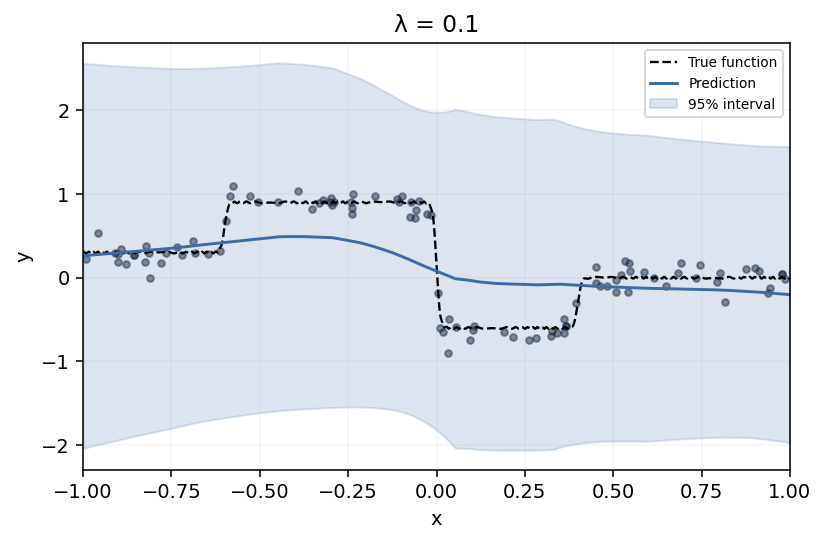 λ = 0.1
True function
Prediction
95% interval
y
2
1
0
−1
−2
−1.00 −0.75 −0.50 −0.25 0.00 0.25 0.50 0.75 1.00
x